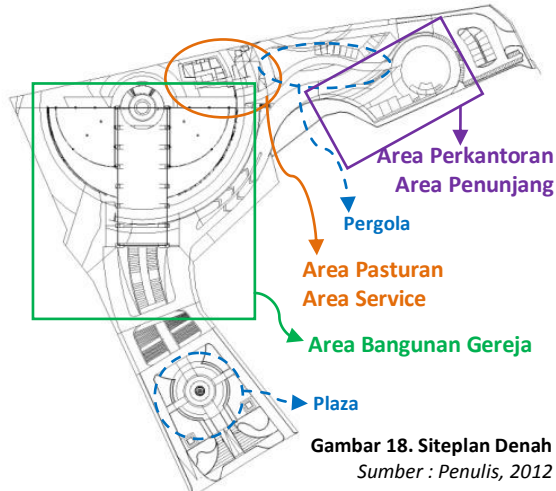 Area Perkantoran
Area Penunjang
Pergola
Area Pasturan
Area Service
Area Bangunan Gereja
Plaza
Gambar 18. Siteplan Denah
Sumber : Penulis, 2012